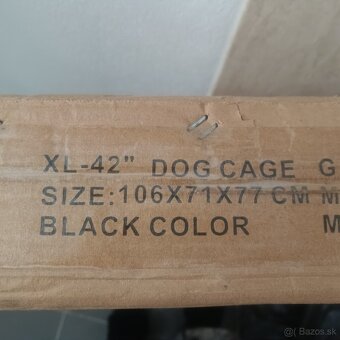 XL-42" DOG CAGE G
SIZE:106X71X77 CM M
BLACK COLOR M
@( Bazos.sk